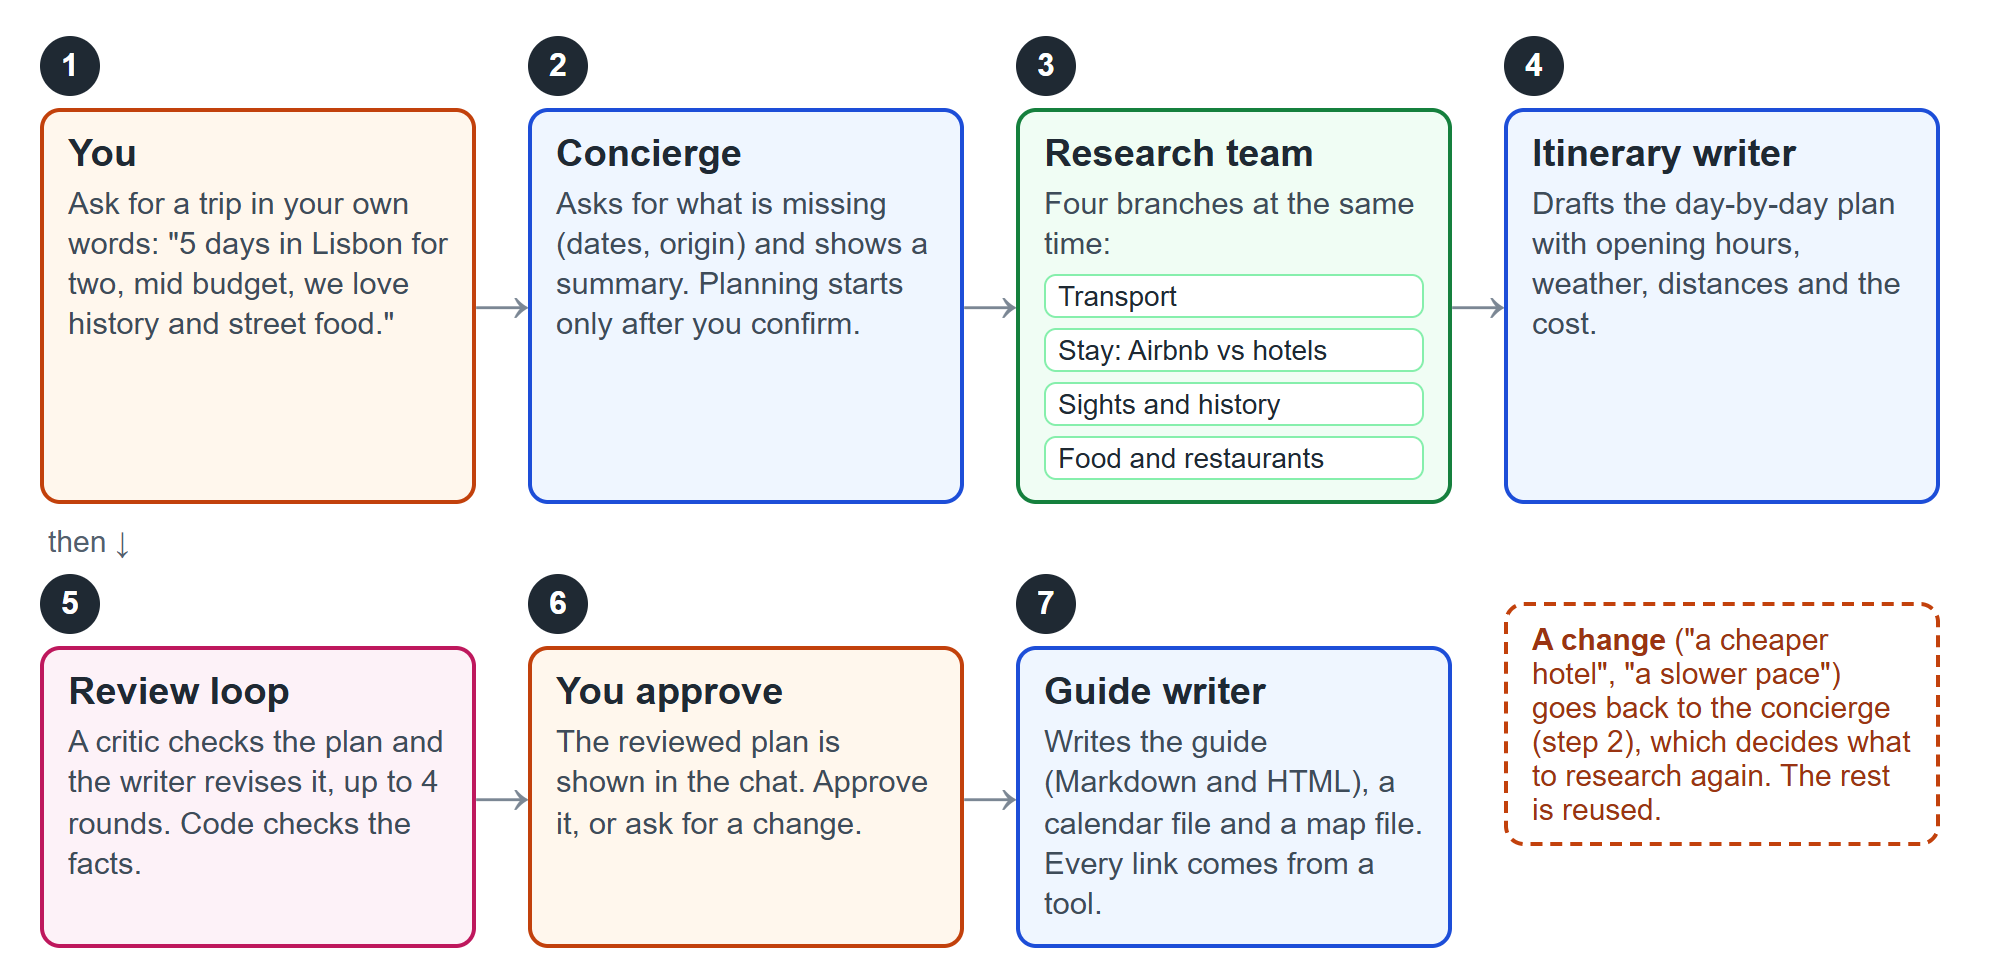 1
You
Ask for a trip in your own
words: "5 days in Lisbon for
two, mid budget, we love
history and street food."
2
Concierge
Asks for what is missing
(dates, origin) and shows a
summary. Planning starts
only after you confirm.
3
Research team
Four branches at the same
time:
Transport
Stay: Airbnb vs hotels
Sights and history
Food and restaurants
4
Itinerary writer
Drafts the day-by-day plan
with opening hours,
weather, distances and the
cost.
then ↓
5
Review loop
A critic checks the plan and
the writer revises it, up to 4
rounds. Code checks the
facts.
6
You approve
The reviewed plan is
shown in the chat. Approve
it, or ask for a change.
7
Guide writer
Writes the guide
(Markdown and HTML), a
calendar file and a map file.
Every link comes from a
tool.
A change ("a cheaper
hotel", "a slower pace")
goes back to the concierge
(step 2), which decides what
to research again. The rest
is reused.